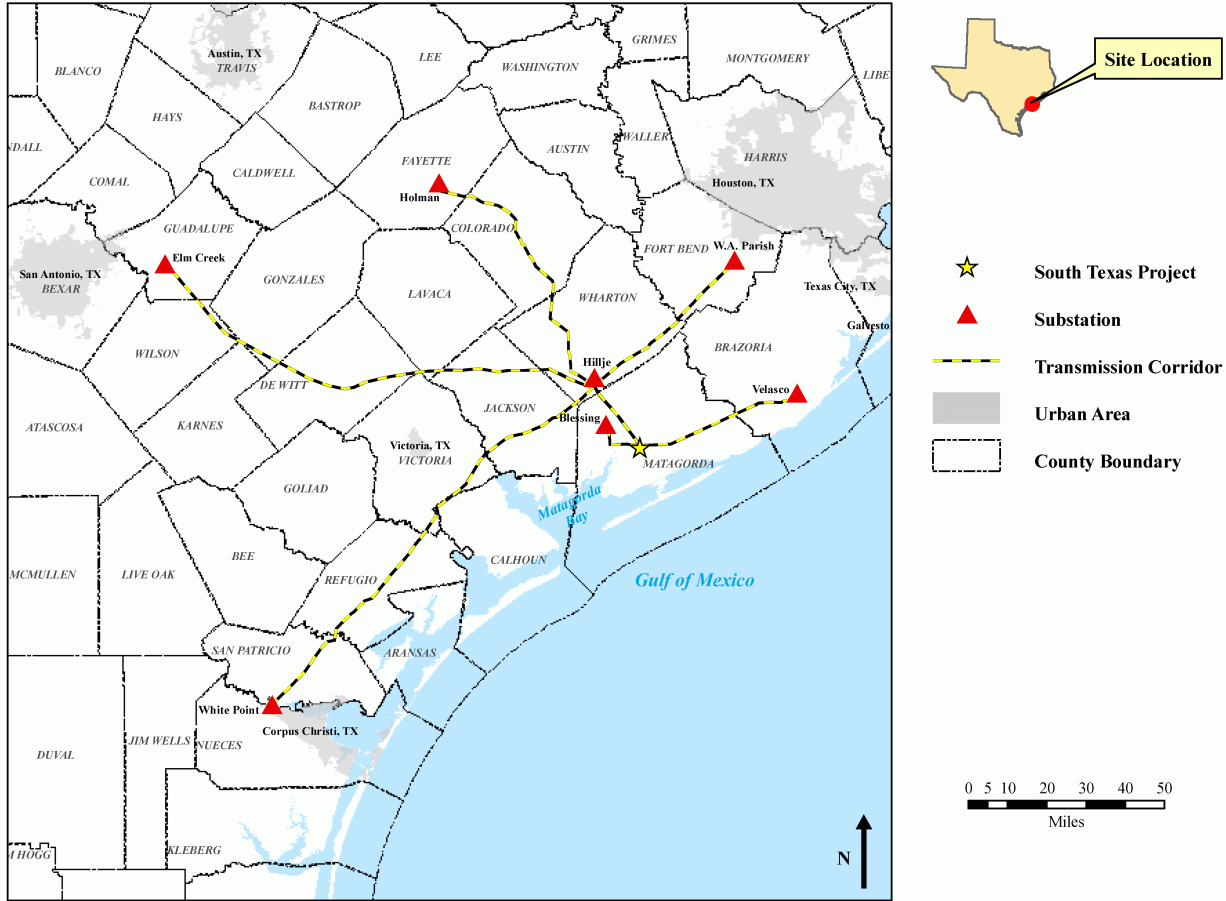 GRIMES
LEE
MONTGOMERY
Austin, TX
TRAVIS
WASHINGTON
BLANCO
LIBE
BASTROP
HAYS
WALLER
NDALL
AUSTIN
HARRIS
FAYETTE
CALDWELL
COMAL
Houston, TX
Holman
GUADALUPE
COLORADO
FORT BEND
W.A. Parish
Elm Creek
San Antonio, TX
BEXAR
GONZALES
LAVACA
WHARTON
Texas City, TX
Galvesto
WILSON
BRAZORIA
Hillje
DE WITT
Velasco
JACKSON
Blessing
KARNES
ATASCOSA
Victoria, TX
VICTORIA
MATAGORDA
GOLIAD
Matagorda
Bay
BEE
CALHOUN
MCMULLEN
LIVE OAK
REFUGIO
Gulf of Mexico
SAN PATRICIO
ARANSAS
White Point
Corpus Christi, TX
JIM WELLS
NUECES
DUVAL
KLEBERG
M HOGG
N
Site Location
South Texas Project
Substation
Transmission Corridor
Urban Area
County Boundary
0 5 10 20 30 40 50
Miles